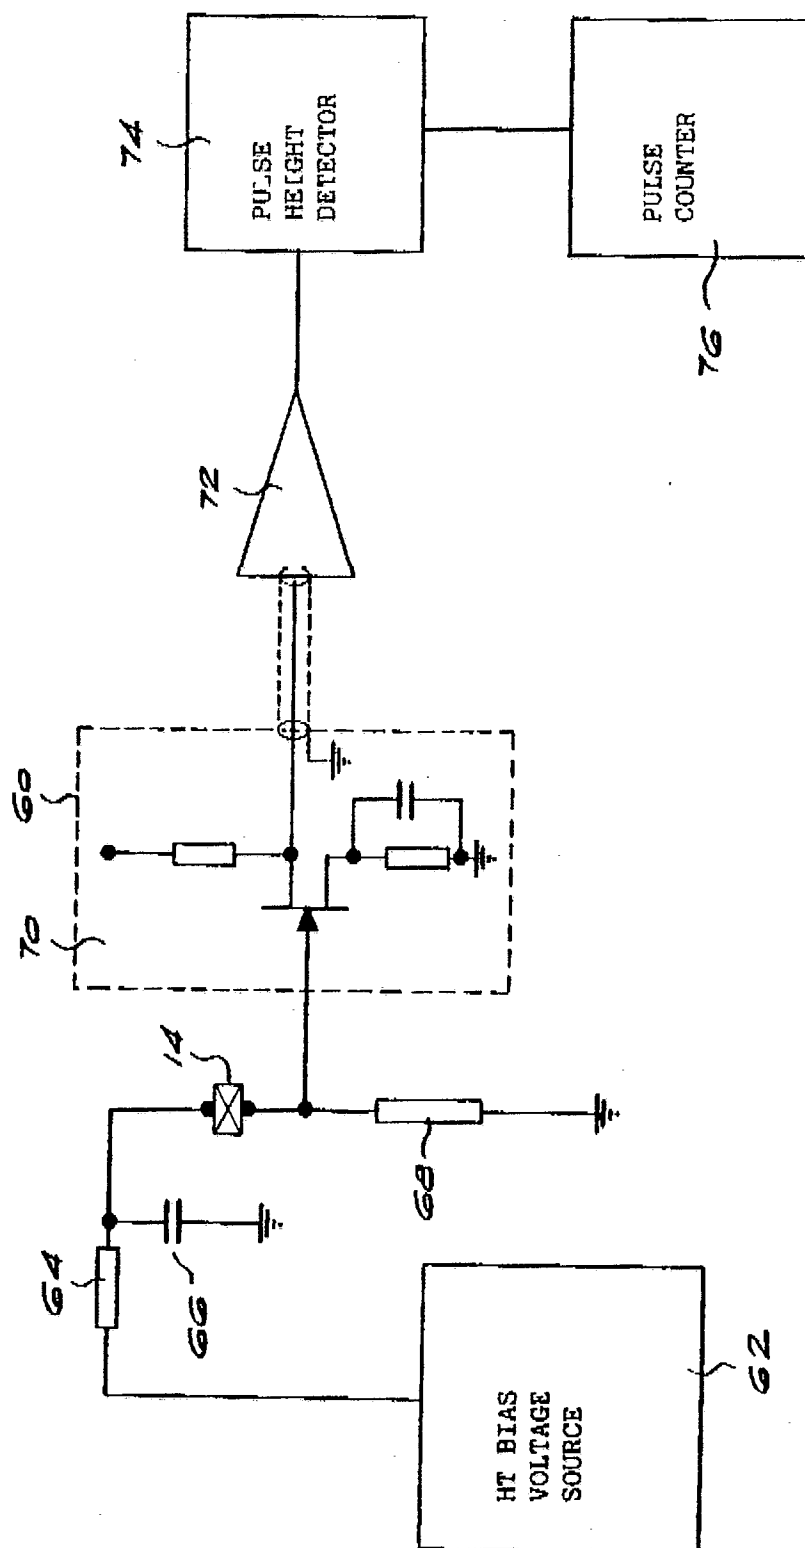 74
PULSE
HEIGHT
DETECTOR
PULSE
COUNTER
76
72
60
70
14
64
66
68
HT BIAS
VOLTAGE
SOURCE
62